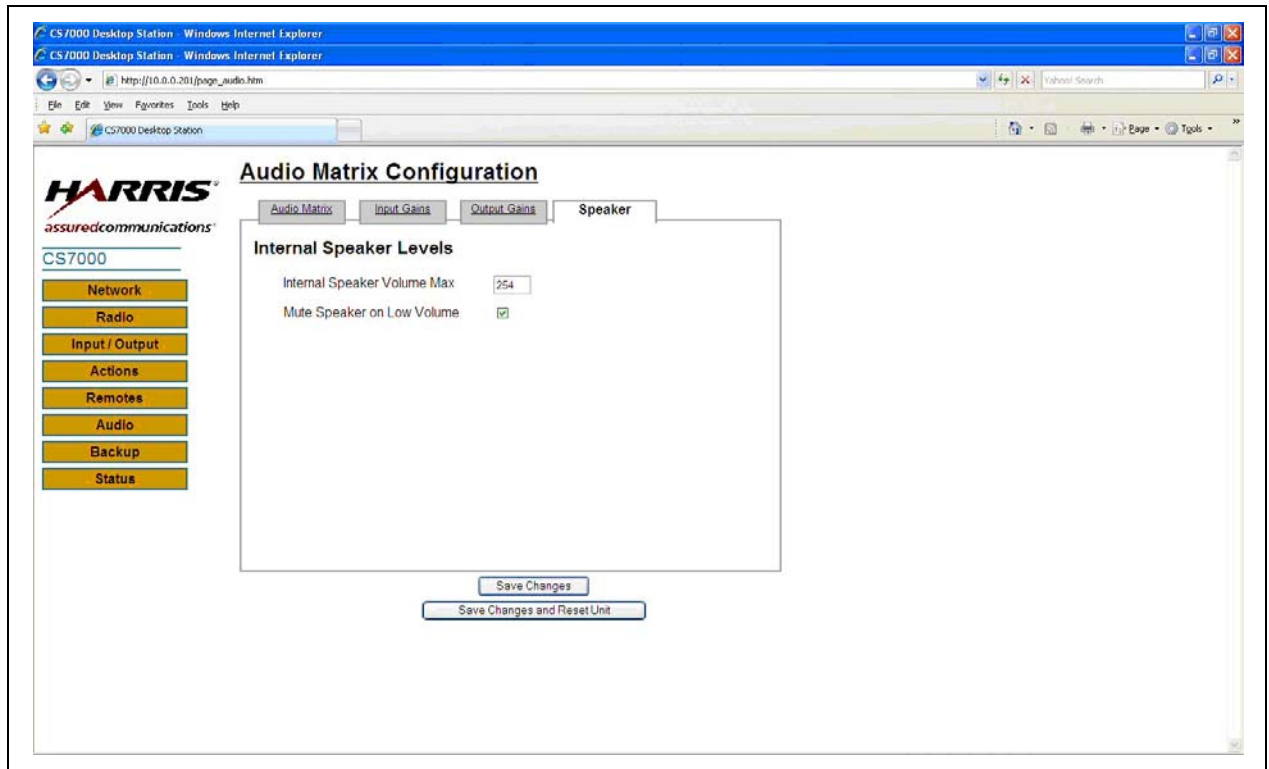 CS7000 Desktop Station - Windows Internet Explorer
CS7000 Desktop Station - Windows Internet Explorer
http://10.0.0.201/page_audio.htm
Yahoo! Search
File Edit View Favorites Tools Help
CS7000 Desktop Station
Page Tools
HARRIS
assuredcommunications
CS7000
Network
Radio
Input / Output
Actions
Remotes
Audio
Backup
Status
Audio Matrix Configuration
Audio Matrix Input Gains Output Gains Speaker
Internal Speaker Levels
Internal Speaker Volume Max 254
Mute Speaker on Low Volume
Save Changes
Save Changes and Reset Unit